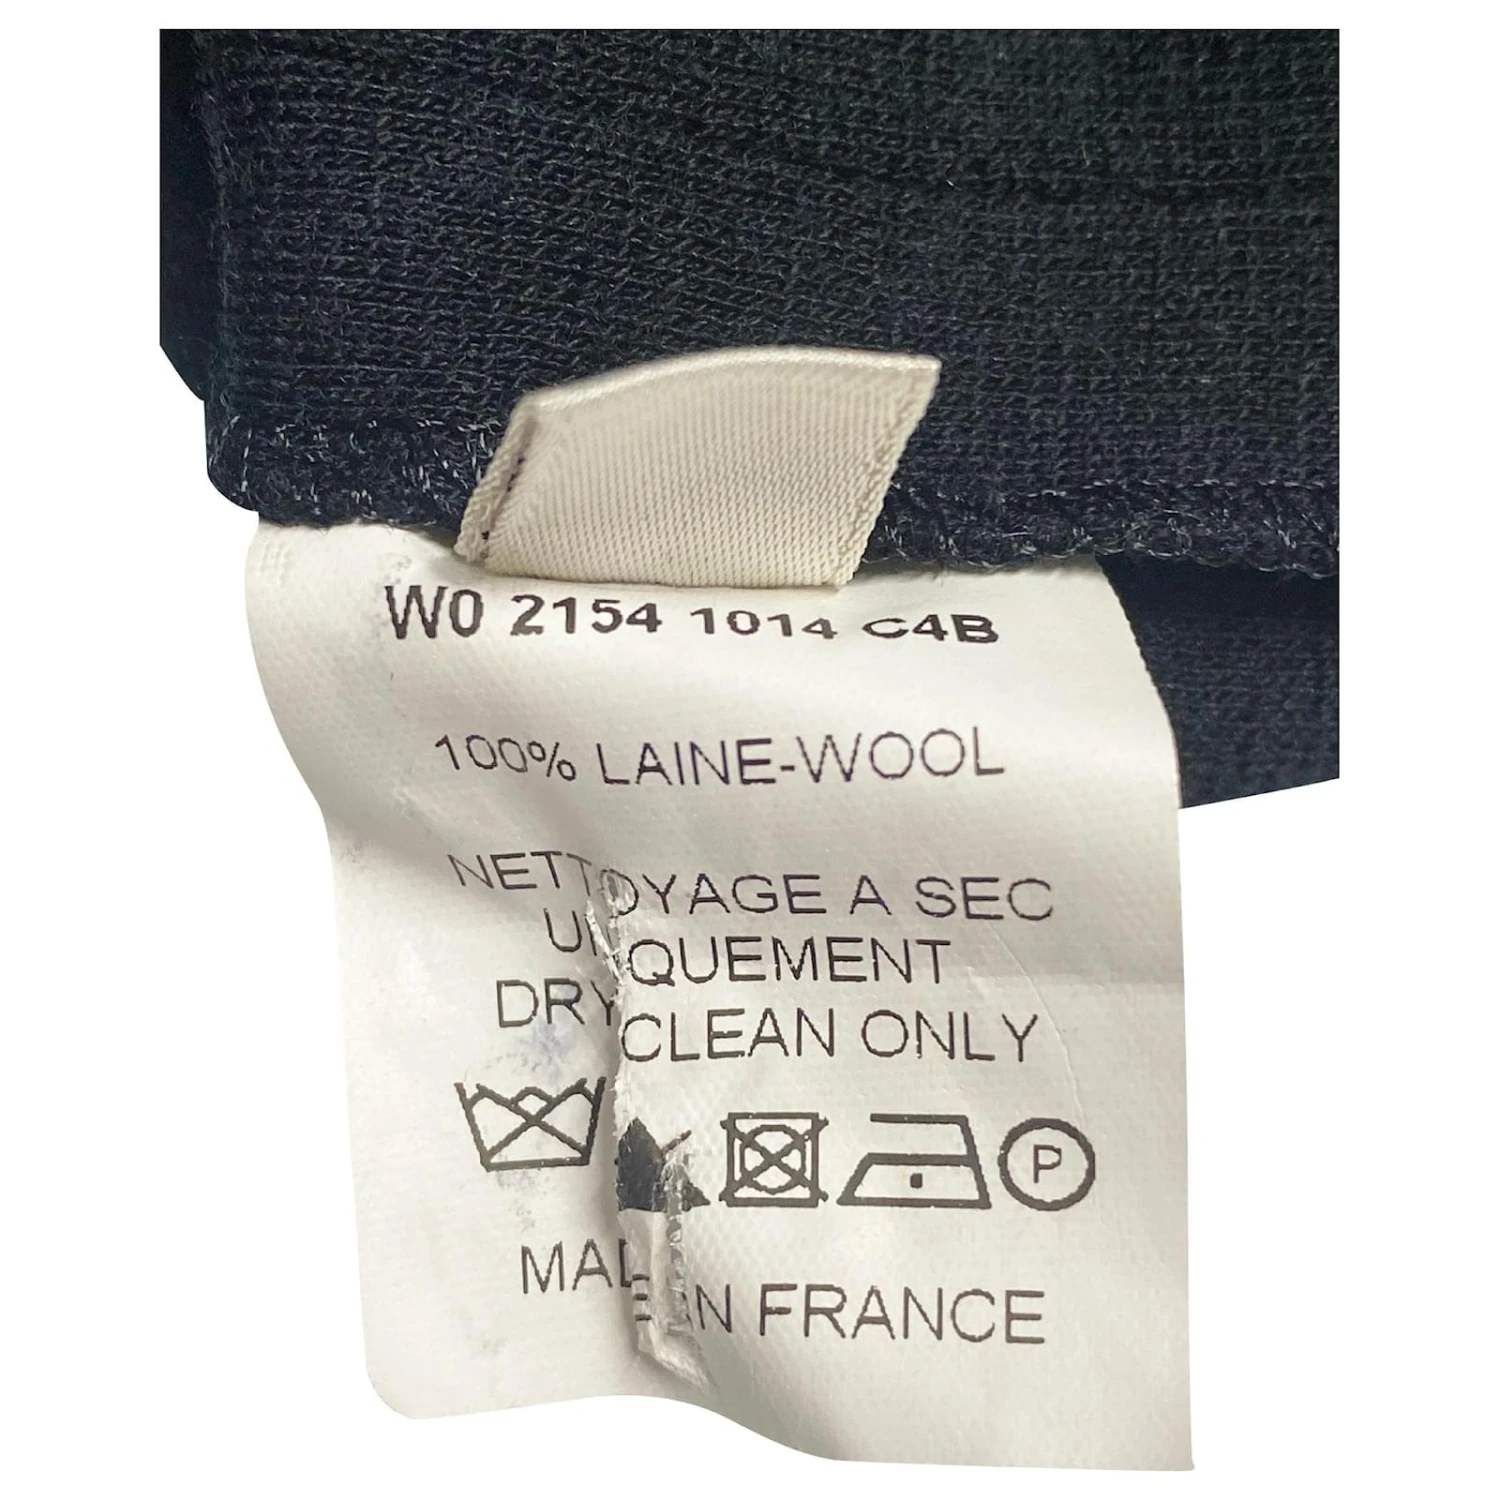 W0 2154 1014 C4B
100% LAINE-WOOL
NETTOYAGE A SEC
UNIQUEMENT
DRY CLEAN ONLY
P
MADE IN FRANCE